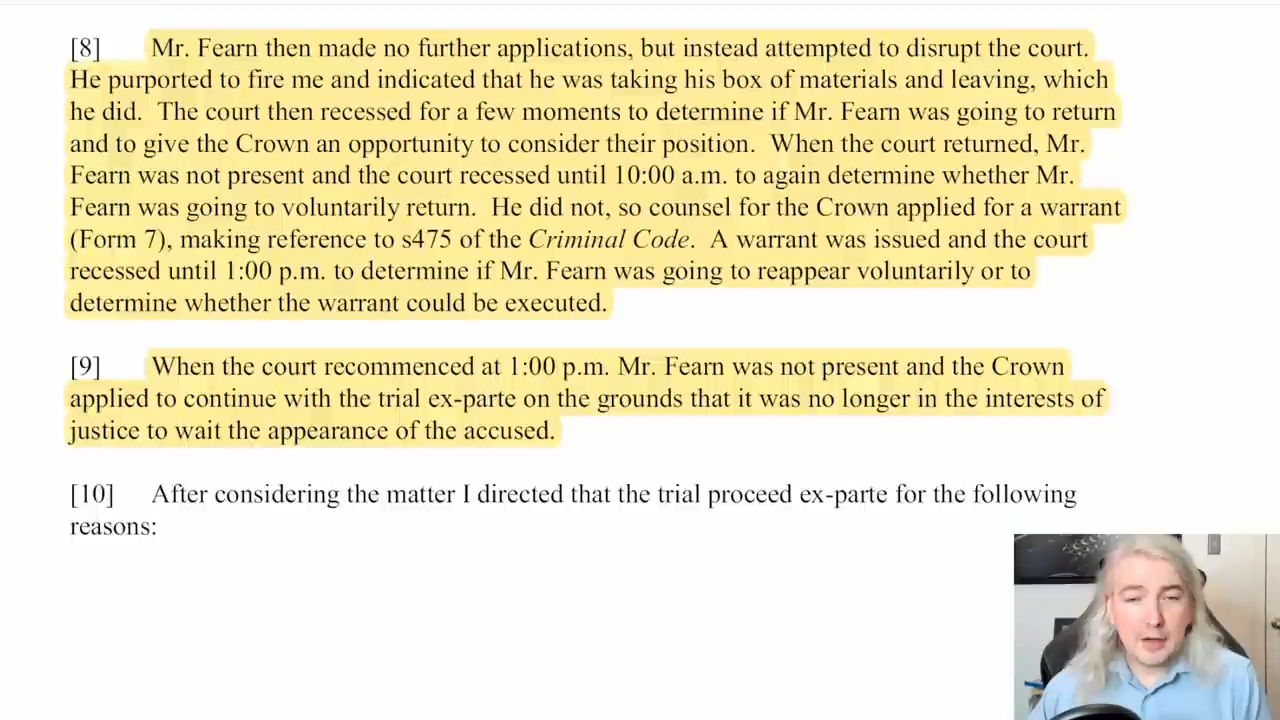 [8] Mr. Fearn then made no further applications, but instead attempted to disrupt the court.
He purported to fire me and indicated that he was taking his box of materials and leaving, which
he did. The court then recessed for a few moments to determine if Mr. Fearn was going to return
and to give the Crown an opportunity to consider their position. When the court returned, Mr.
Fearn was not present and the court recessed until 10:00 a.m. to again determine whether Mr.
Fearn was going to voluntarily return. He did not, so counsel for the Crown applied for a warrant
(Form 7), making reference to s475 of the Criminal Code. A warrant was issued and the court
recessed until 1:00 p.m. to determine if Mr. Fearn was going to reappear voluntarily or to
determine whether the warrant could be executed.
[9] When the court recommenced at 1:00 p.m. Mr. Fearn was not present and the Crown
applied to continue with the trial ex-parte on the grounds that it was no longer in the interests of
justice to wait the appearance of the accused.
[10] After considering the matter I directed that the trial proceed ex-parte for the following
reasons: